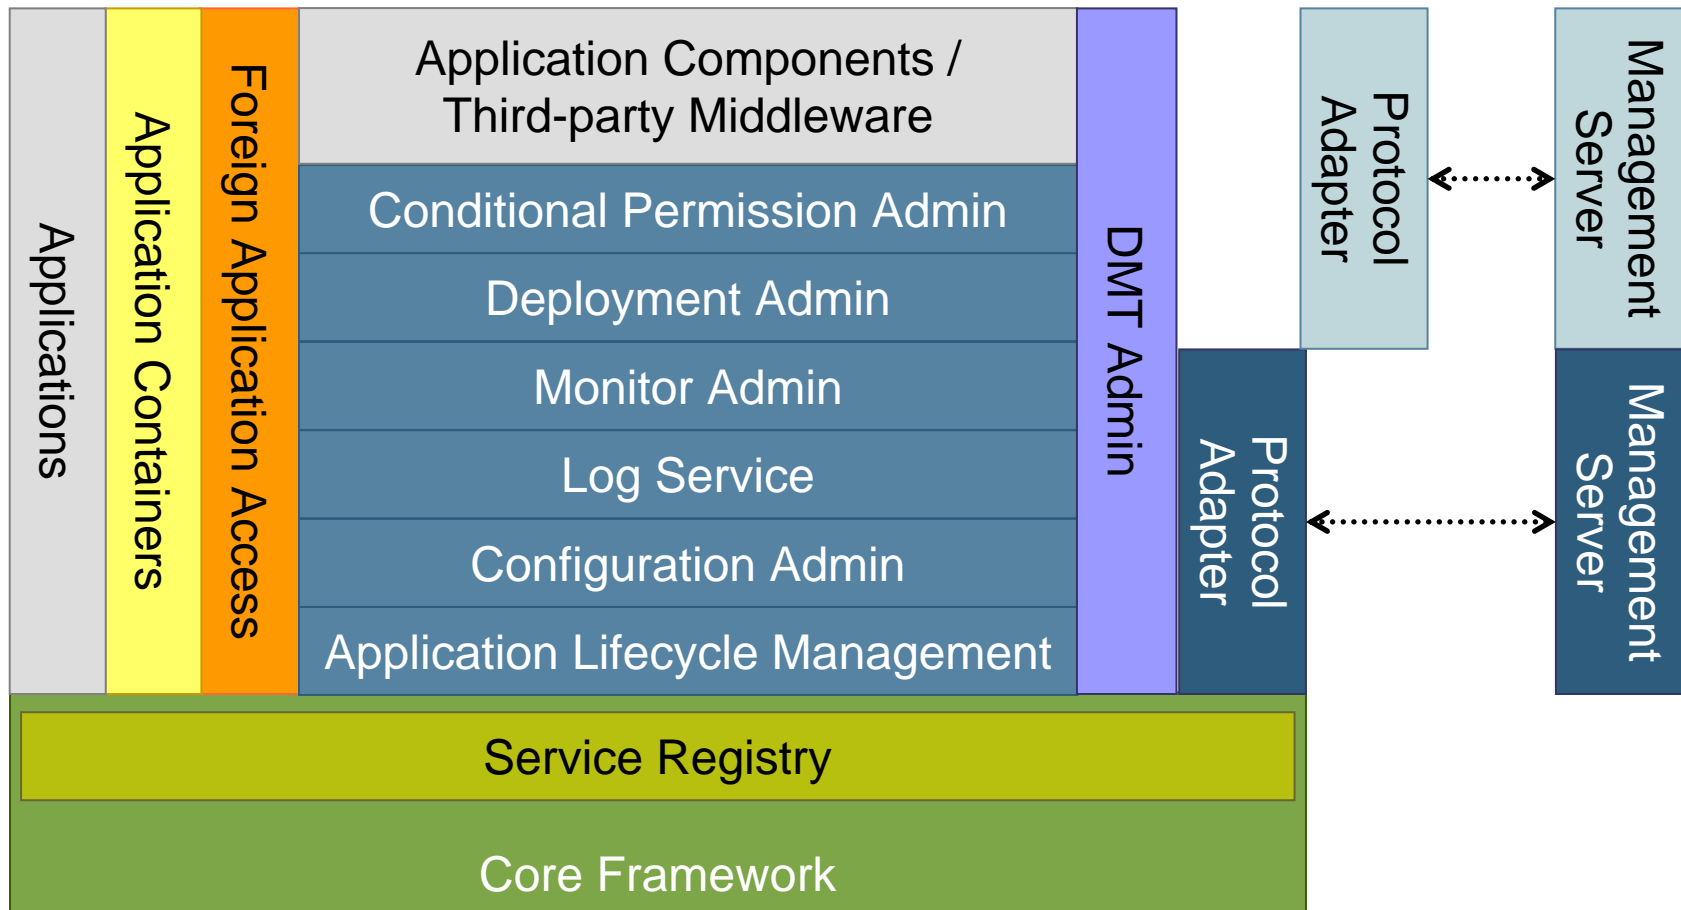 Applications
Application Containers
Foreign Application Access
Application Components /
Third-party Middleware
Conditional Permission Admin
Deployment Admin
Monitor Admin
Log Service
Configuration Admin
Application Lifecycle Management
DMT Admin
Protocol
Adapter
Management
Server
Protocol
Adapter
Management
Server
Service Registry
Core Framework